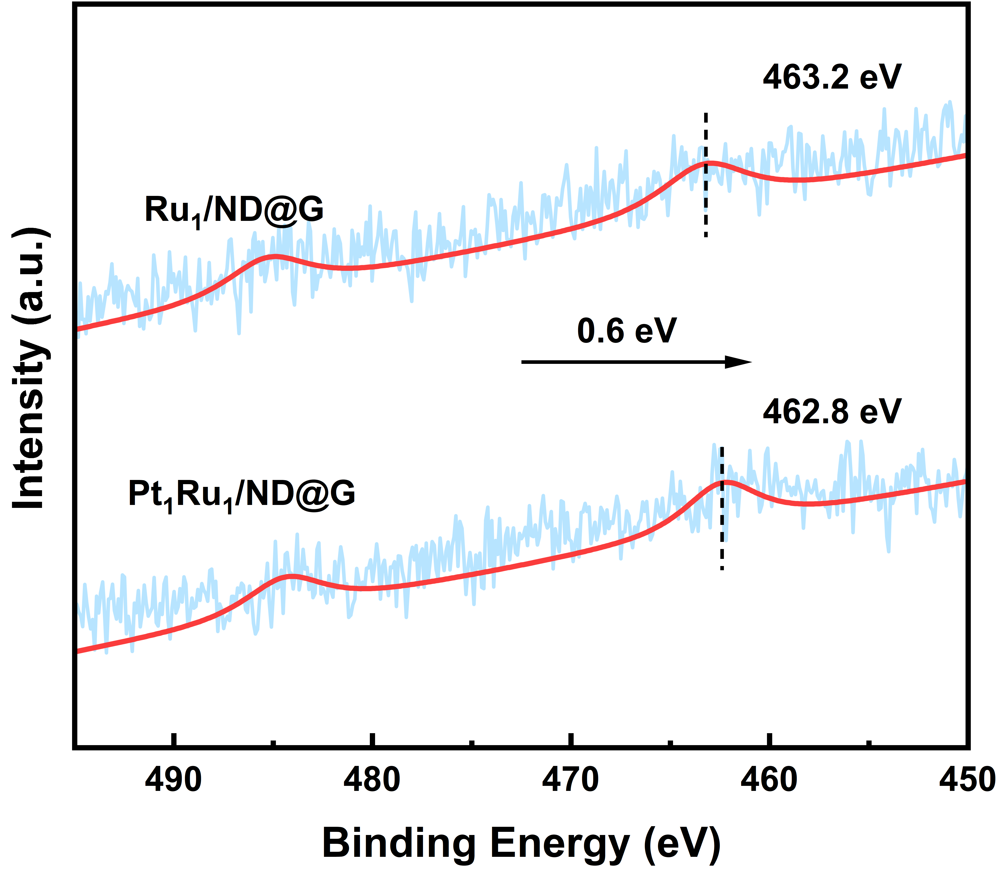 463.2 eV
Ru₁/ND@G
0.6 eV
462.8 eV
Pt₁Ru₁/ND@G
Intensity (a.u.)
490 480 470 460 450
Binding Energy (eV)